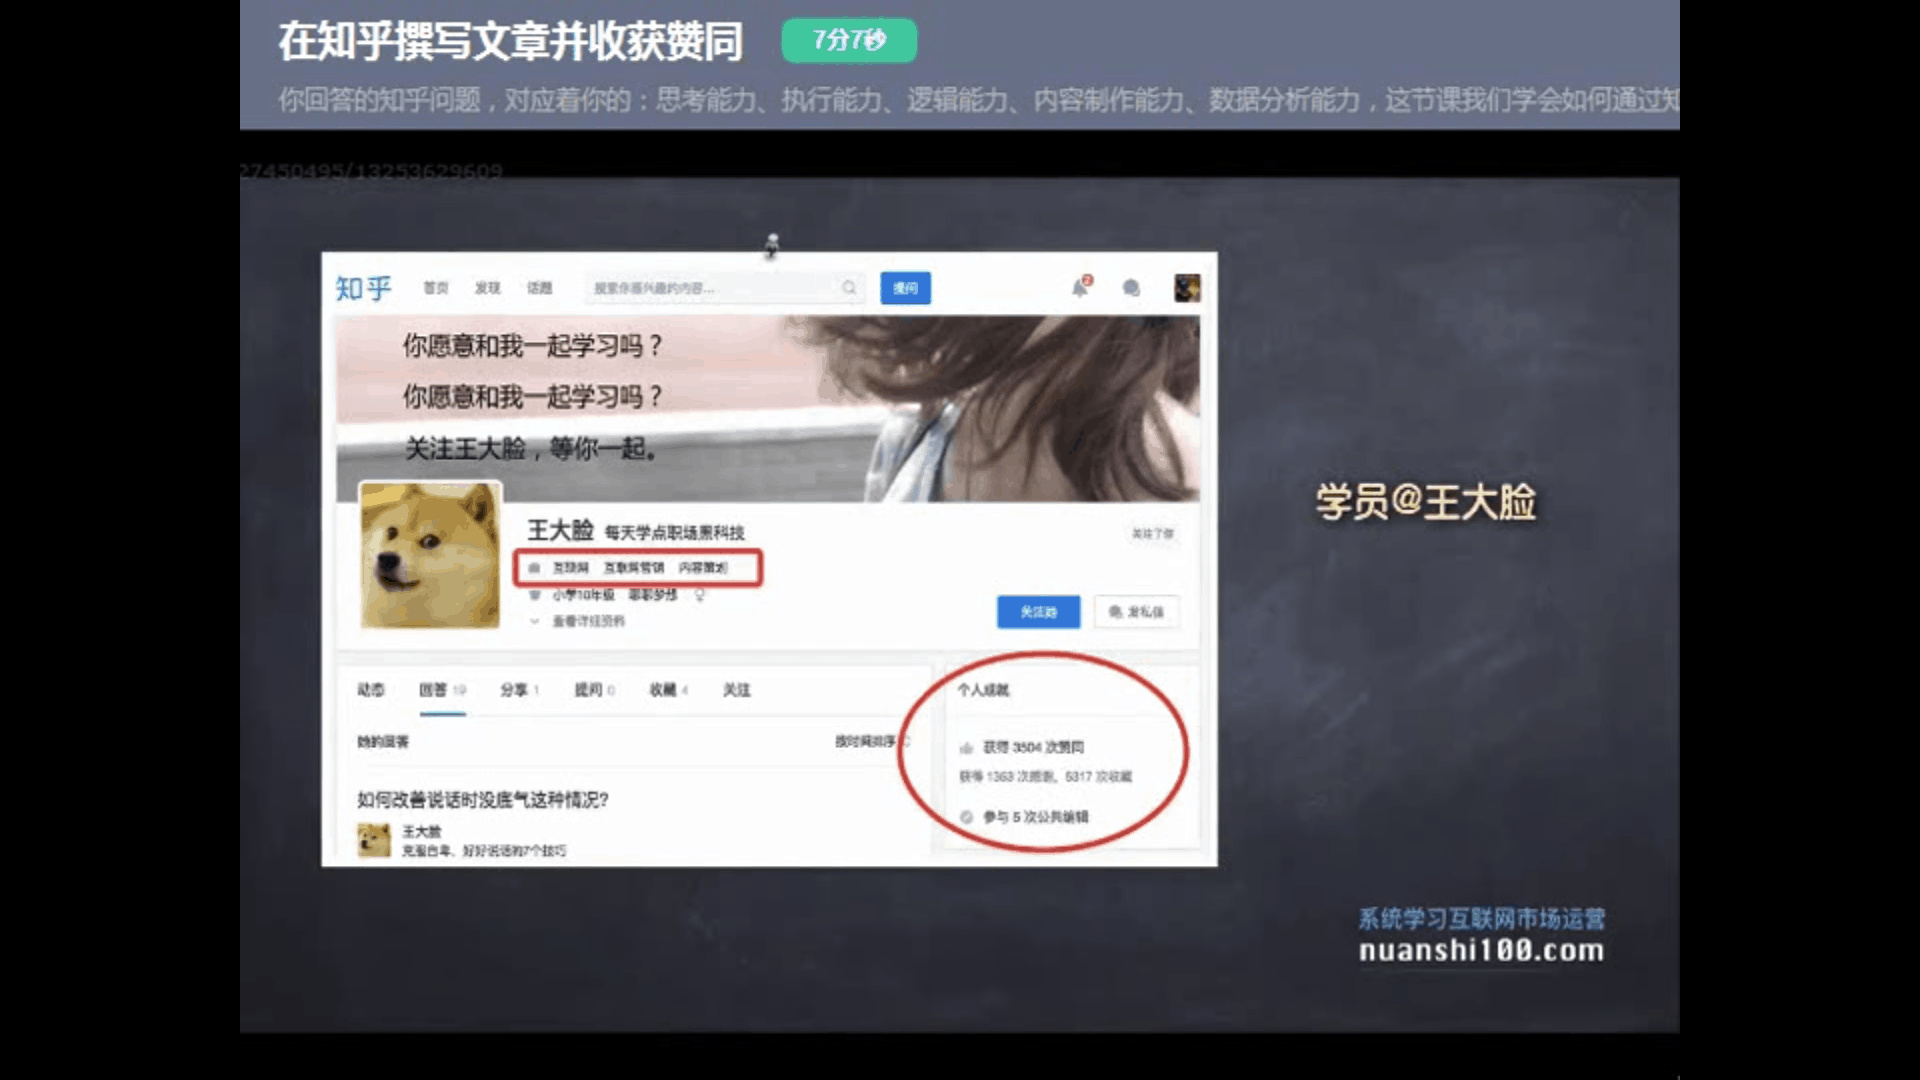 在知乎撰写文章并收获赞同
7分7秒
你回答的知乎问题，对应着你的：思考能力、执行能力、逻辑能力、内容制作能力、数据分析能力，这节课我们学会如何通过知
27450495/13253629609
知乎 首页 发现 话题 搜索你感兴趣的内容... 提问 2
你愿意和我一起学习吗？
你愿意和我一起学习吗？
关注王大脸，等你一起。
王大脸 每天学点职场黑科技
关注了你
互联网 互联网营销 内容策划
小学10年级
查看详细资料
关注她 发私信
学员@王大脸
动态 回答 19 分享 1 提问 0 收藏 4 关注
个人成就
她的回答 按时间排序
获得 3504 次赞同
获得 1363 次感谢，5317 次收藏
参与 5 次公共编辑
如何改善说话时没底气这种情况?
王大脸
克服自卑、好好说话的7个技巧
系统学习互联网市场运营
nuanshi100.com